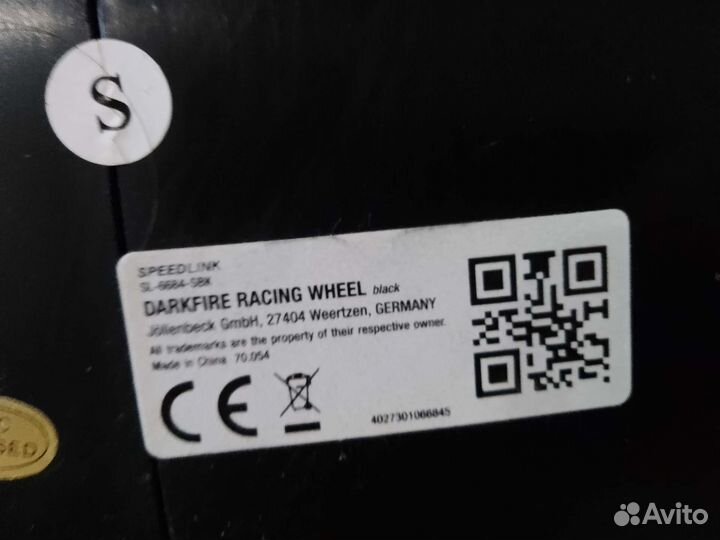 S
SPEEDLINK
SL-6684-SBK
DARKFIRE RACING WHEEL black
Jöllenbeck GmbH, 27404 Weertzen, GERMANY
All trademarks are the property of their respective owner.
Made in China 70.054
CE
4027301066845
Avito